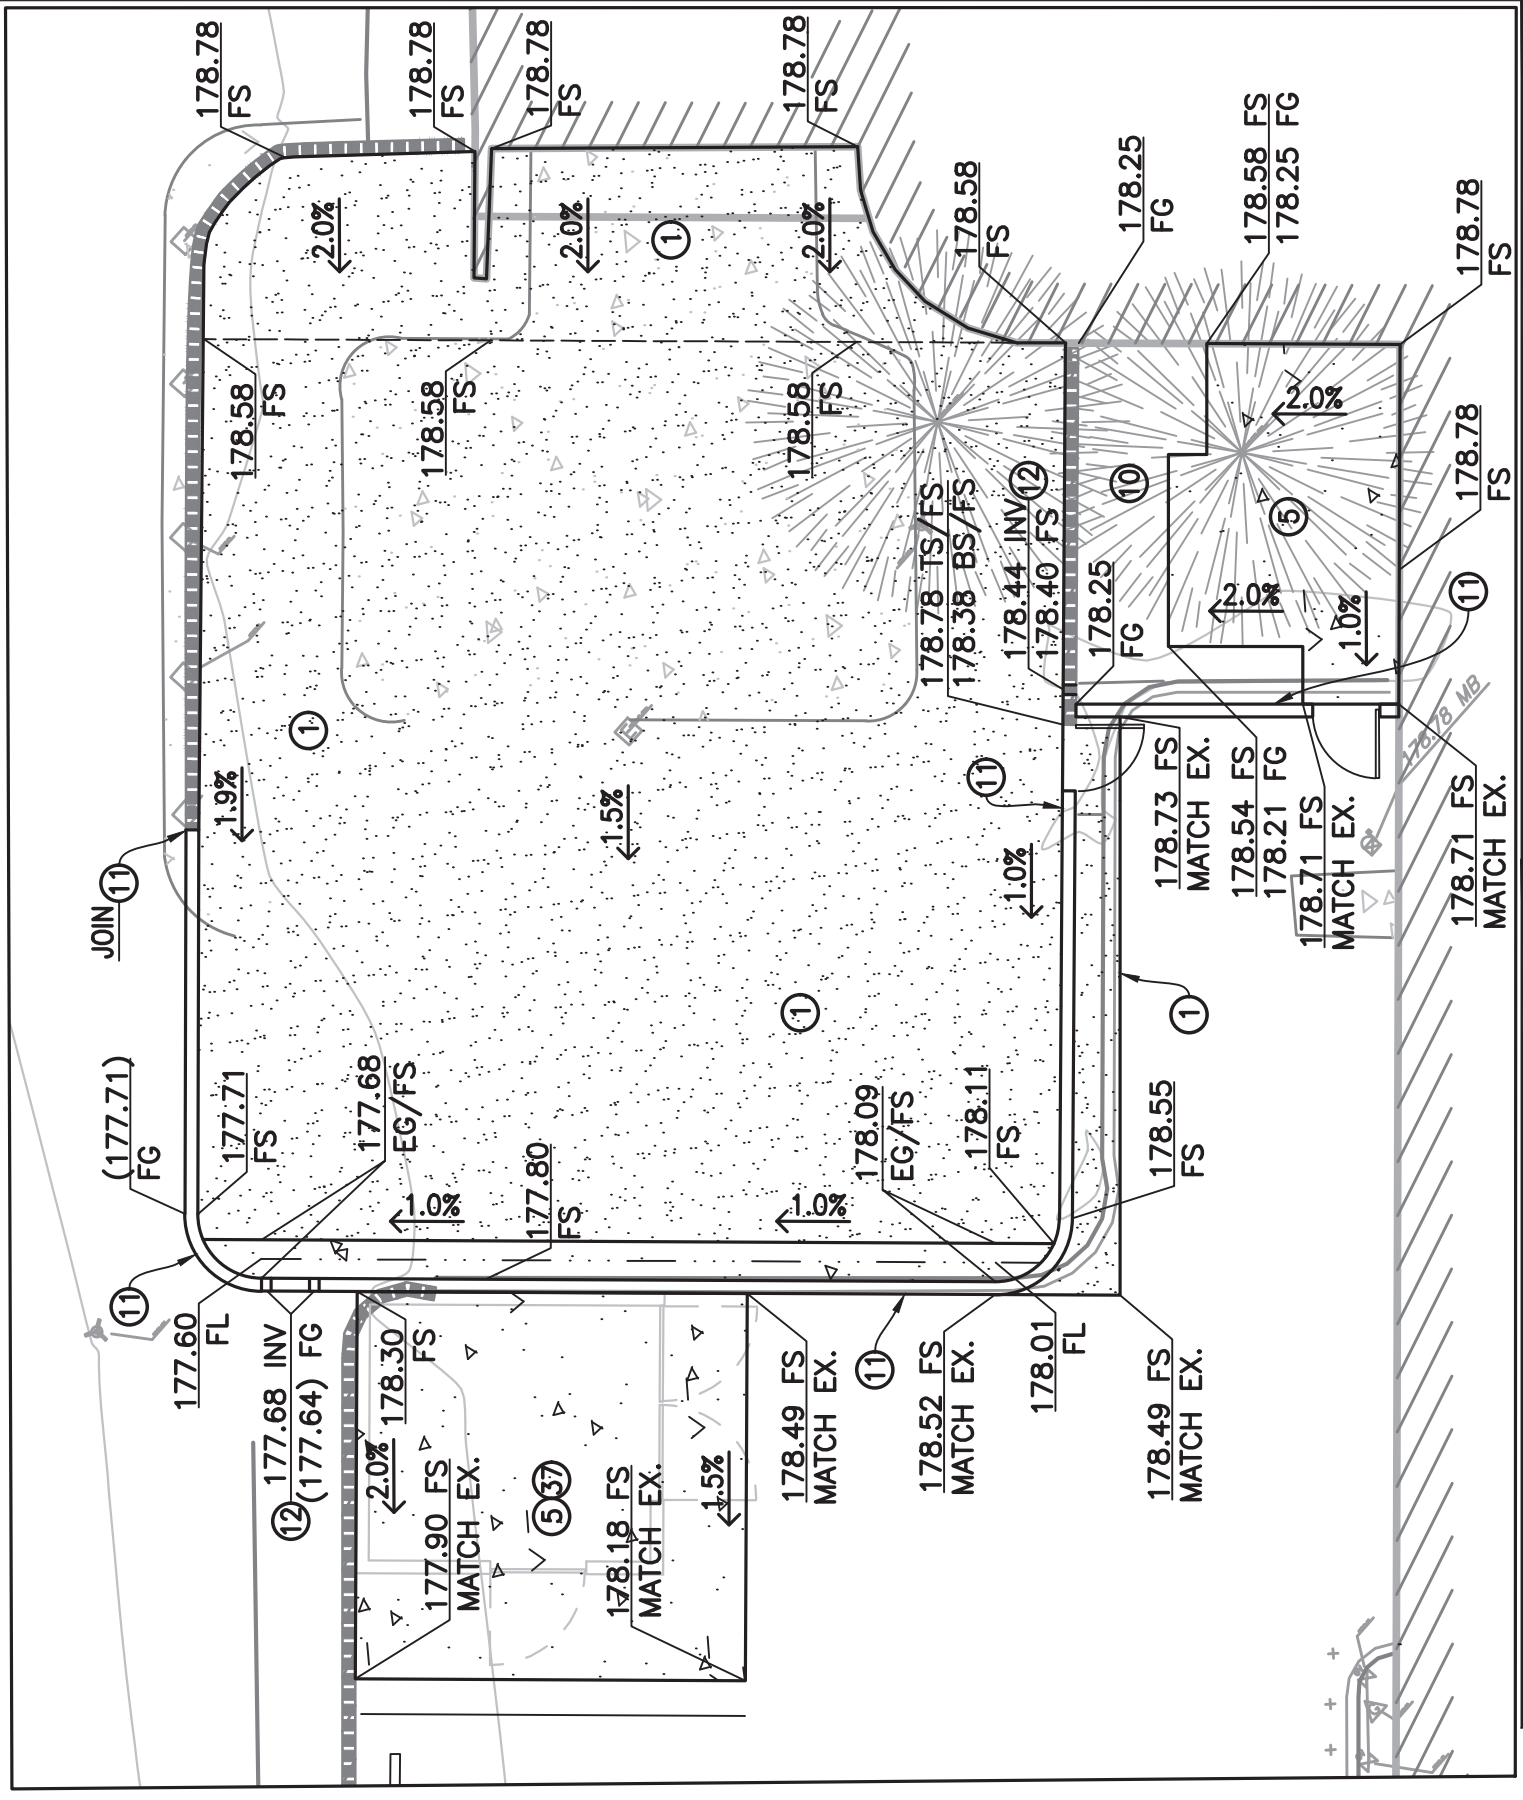 178.78
FS
178.78
FS
178.78
FS
178.78
FS
2.0%
2.0%
2.0%
1
178.58
FS
178.25
FG
178.58 FS
178.25 FG
178.78
FS
178.58
FS
178.58
FS
178.58
FS
2.0%
178.78
FS
12
10
5
178.78 TS/FS
178.38 BS/FS
178.44 INV
178.40 FS
178.25
FG
2.0%
1.0%
11
1
1.9%
1.5%
11
1.0%
JOIN
11
178.73 FS
MATCH EX.
178.54 FS
178.21 FG
178.71 FS
MATCH EX.
178.78 MB
178.71 FS
MATCH EX.
1
1
(177.71)
FG
177.71
FS
177.68
EG/FS
177.80
FS
178.09
EG/FS
178.11
FS
178.55
FS
1.0%
1.0%
11
177.60
FL
177.68 INV
(177.64) FG
12
178.30
FS
178.49 FS
MATCH EX.
11
178.52 FS
MATCH EX.
178.01
FL
178.49 FS
MATCH EX.
2.0%
177.90 FS
MATCH EX.
5 37
178.18 FS
MATCH EX.
1.5%